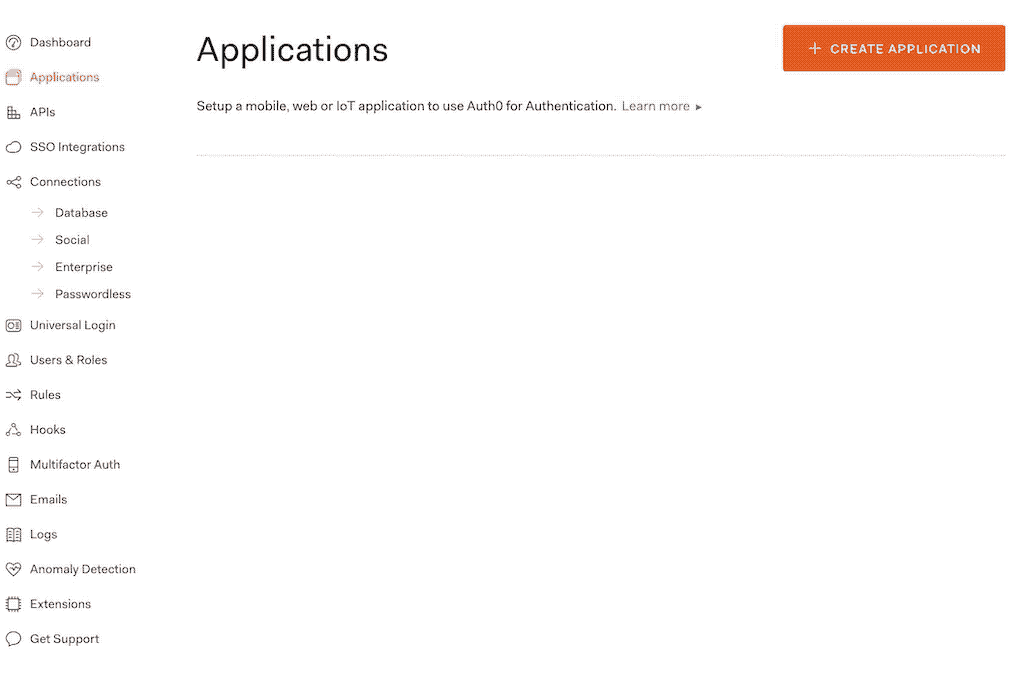 Dashboard
Applications
APIs
SSO Integrations
Connections
Database
Social
Enterprise
Passwordless
Universal Login
Users & Roles
Rules
Hooks
Multifactor Auth
Emails
Logs
Anomaly Detection
Extensions
Get Support
Applications
+ CREATE APPLICATION
Setup a mobile, web or IoT application to use Auth0 for Authentication. Learn more ▸